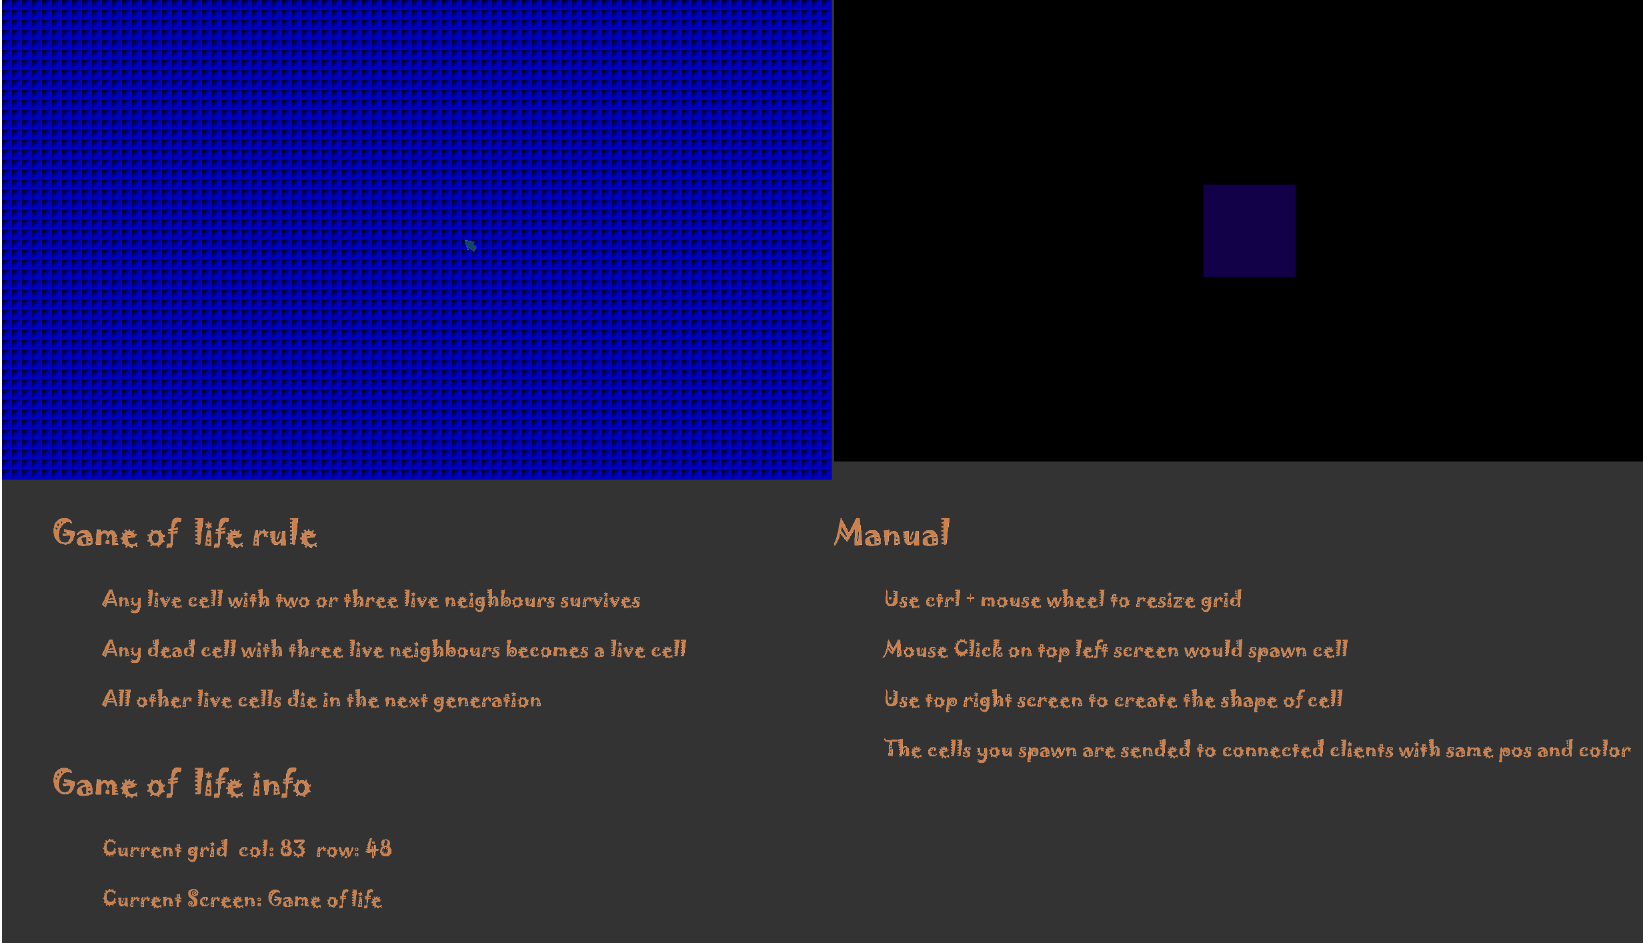 Game of life rule
Any live cell with two or three live neighbours survives
Any dead cell with three live neighbours becomes a live cell
All other live cells die in the next generation
Game of life info
Current grid col: 83 row: 48
Current Screen: Game of life
Manual
Use ctrl + mouse wheel to resize grid
Mouse Click on top left screen would spawn cell
Use top right screen to create the shape of cell
The cells you spawn are sended to connected clients with same pos and color